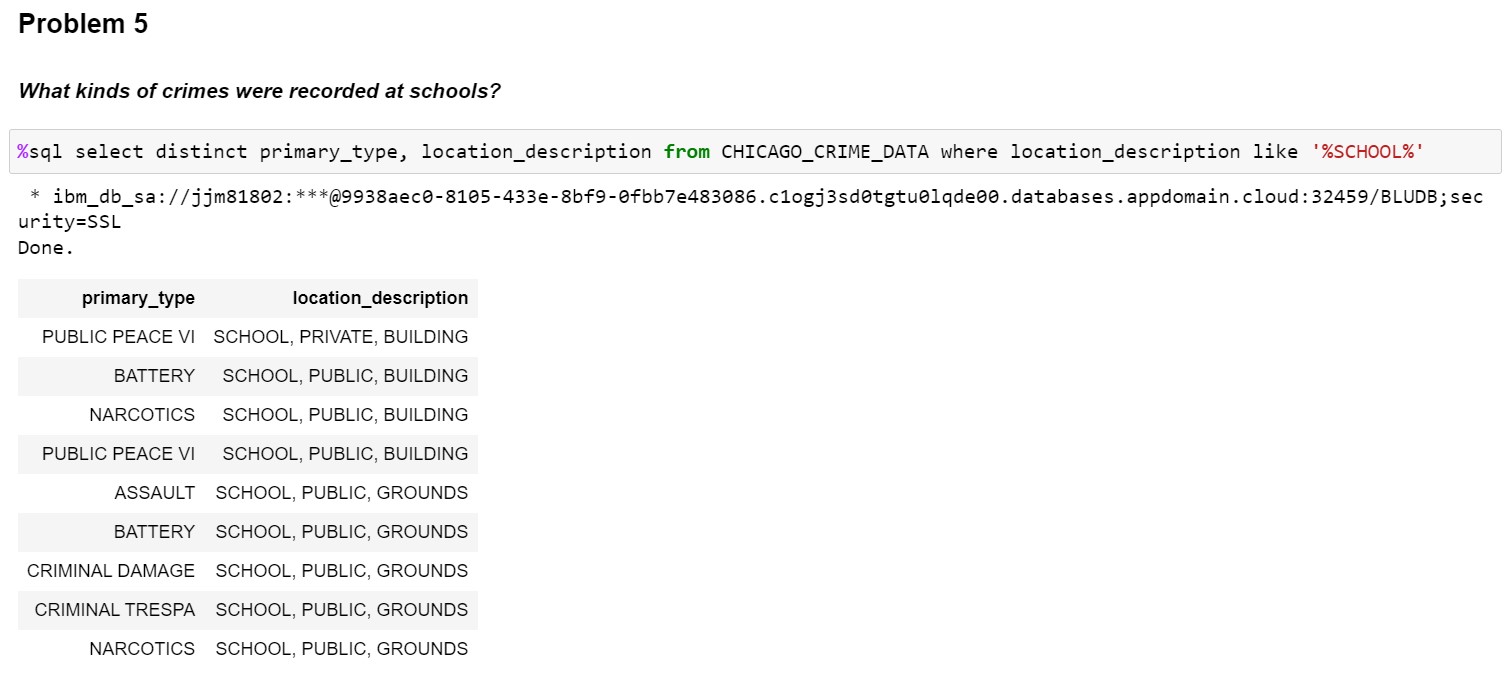 Problem 5
What kinds of crimes were recorded at schools?
%sql select distinct primary_type, location_description from CHICAGO_CRIME_DATA where location_description like '%SCHOOL%'
* ibm_db_sa://jjm81802:***@9938aec0-8105-433e-8bf9-0fbb7e483086.c1ogj3sd0tgtu0lqde00.databases.appdomain.cloud:32459/BLUDB;sec
urity=SSL
Done.
primary_type location_description
PUBLIC PEACE VI SCHOOL, PRIVATE, BUILDING
BATTERY SCHOOL, PUBLIC, BUILDING
NARCOTICS SCHOOL, PUBLIC, BUILDING
PUBLIC PEACE VI SCHOOL, PUBLIC, BUILDING
ASSAULT SCHOOL, PUBLIC, GROUNDS
BATTERY SCHOOL, PUBLIC, GROUNDS
CRIMINAL DAMAGE SCHOOL, PUBLIC, GROUNDS
CRIMINAL TRESPA SCHOOL, PUBLIC, GROUNDS
NARCOTICS SCHOOL, PUBLIC, GROUNDS